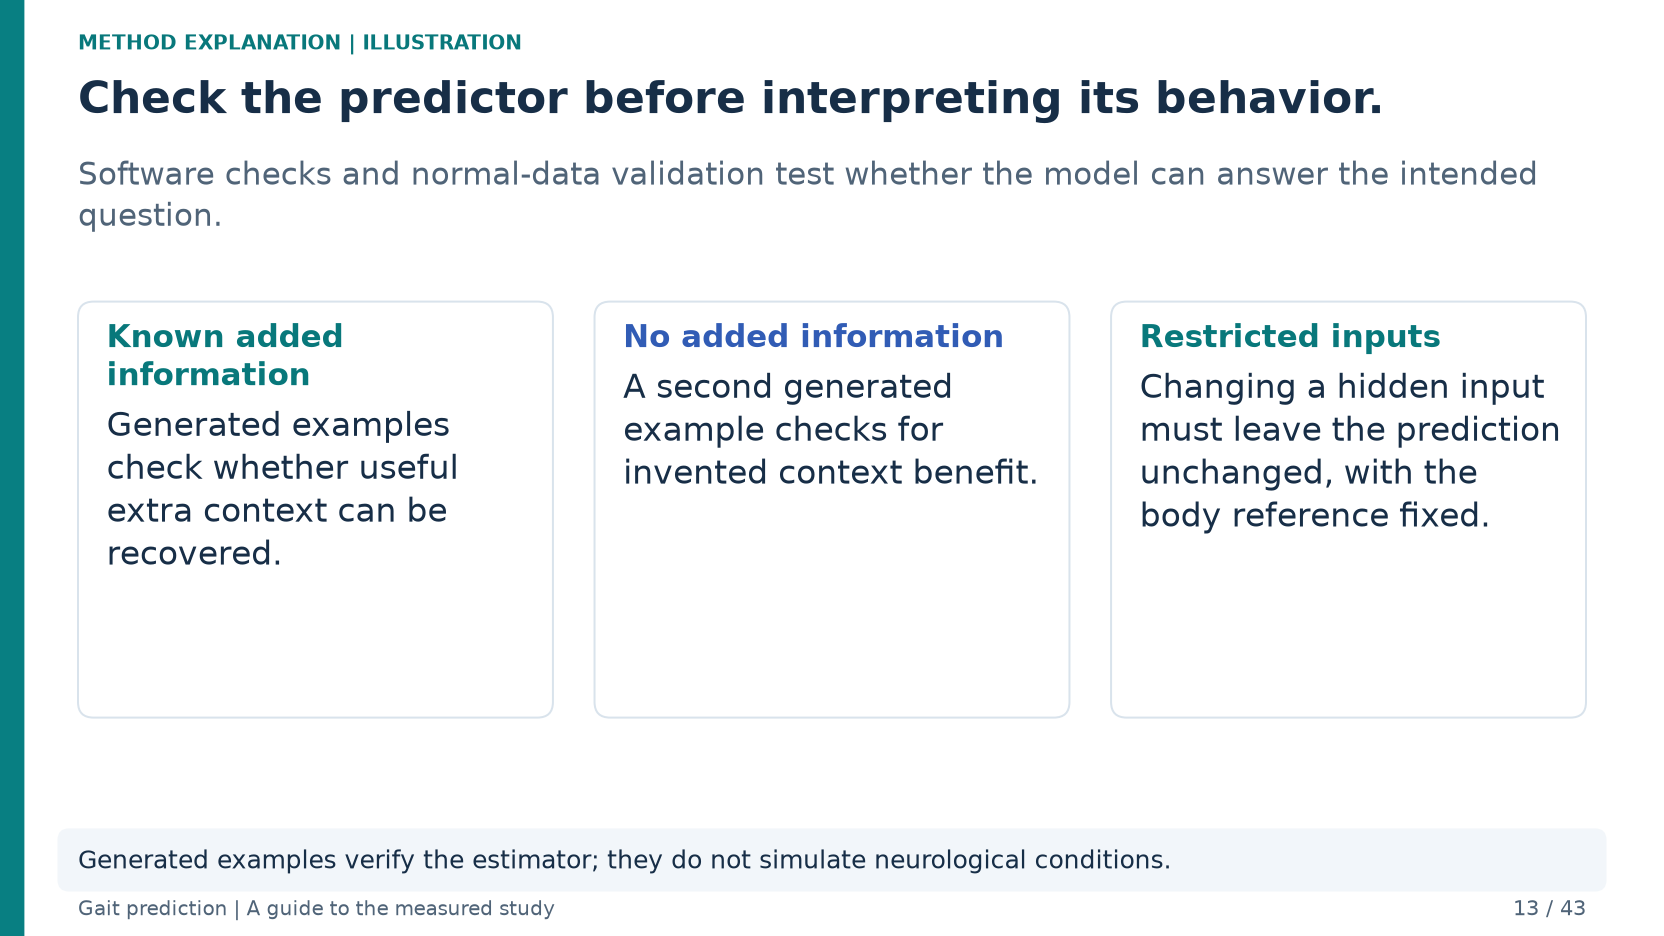 METHOD EXPLANATION | ILLUSTRATION
Check the predictor before interpreting its behavior.
Software checks and normal-data validation test whether the model can answer the intended
question.
Known added
information
Generated examples
check whether useful
extra context can be
recovered.
No added information
A second generated
example checks for
invented context benefit.
Restricted inputs
Changing a hidden input
must leave the prediction
unchanged, with the
body reference fixed.
Generated examples verify the estimator; they do not simulate neurological conditions.
Gait prediction | A guide to the measured study
13 / 43